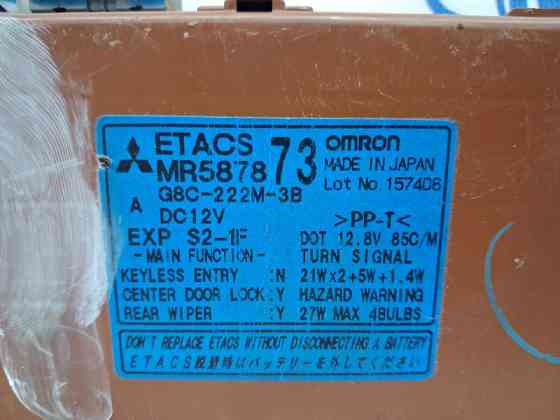 ETACS 73 OMRON
MR5878 MADE IN JAPAN
G8C-222M-3B Lot No.1574D8
A DC12V >PP-T<
EXP S2-1F DOT 12.8V 85C/M
-MAIN FUNCTION- TURN SIGNAL
KEYLESS ENTRY :N 21W×2+5W+1.4W
CENTER DOOR LOCK:Y HAZARD WARNING
REAR WIPER :Y 27W MAX 4BULBS
DON'T REPLACE ETACS WITHOUT DISCONNECTING A BATTERY
ETACS脱着時はバッテリーを外してください